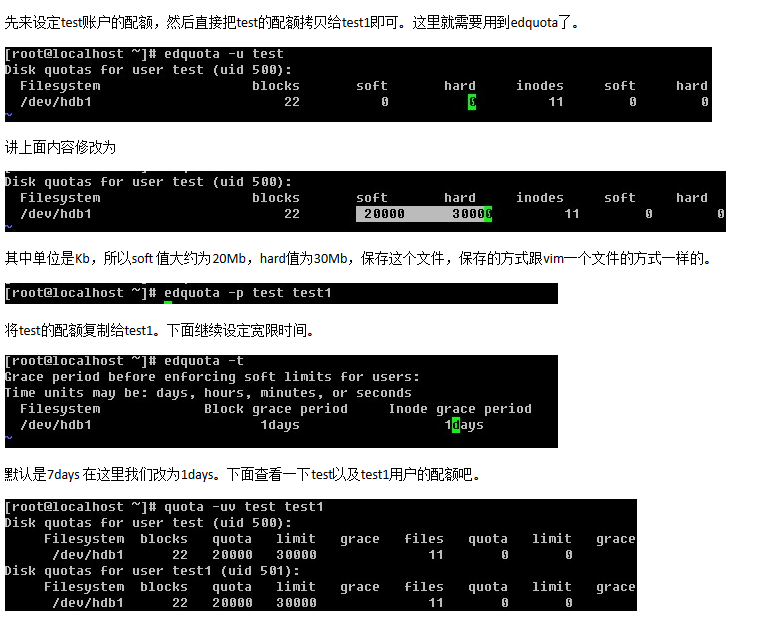 先来设定test账户的配额，然后直接把test的配额拷贝给test1即可。这里就需要用到edquota了。
[root@localhost ~]# edquota -u test
Disk quotas for user test (uid 500):
  Filesystem                   blocks       soft       hard     inodes     soft     hard
  /dev/hdb1                        22          0          0         11        0        0
~
讲上面内容修改为
Disk quotas for user test (uid 500):
  Filesystem                   blocks       soft       hard     inodes     soft     hard
  /dev/hdb1                        22        20000      30000         11        0        0
~
其中单位是Kb，所以soft 值大约为20Mb，hard值为30Mb，保存这个文件，保存的方式跟vim一个文件的方式一样的。
[root@localhost ~]# edquota -p test test1
将test的配额复制给test1。下面继续设定宽限时间。
[root@localhost ~]# edquota -t
Grace period before enforcing soft limits for users:
Time units may be: days, hours, minutes, or seconds
  Filesystem             Block grace period     Inode grace period
  /dev/hdb1                     1days                  1days
~
默认是7days 在这里我们改为1days。下面查看一下test以及test1用户的配额吧。
[root@localhost ~]# quota -uv test test1
Disk quotas for user test (uid 500):
     Filesystem  blocks   quota   limit   grace   files   quota   limit   grace
      /dev/hdb1      22   20000   30000              11       0       0
Disk quotas for user test1 (uid 501):
     Filesystem  blocks   quota   limit   grace   files   quota   limit   grace
      /dev/hdb1      22   20000   30000              11       0       0